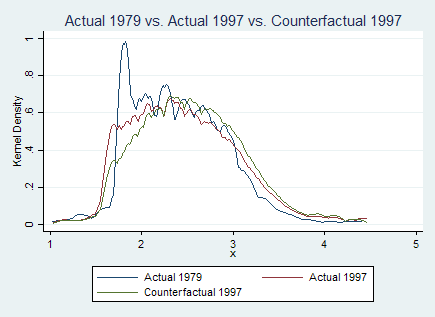 Actual 1979 vs. Actual 1997 vs. Counterfactual 1997
Kernel Density
0 .2 .4 .6 .8 1
1 2 3 4 5
x
Actual 1979 Actual 1997
Counterfactual 1997